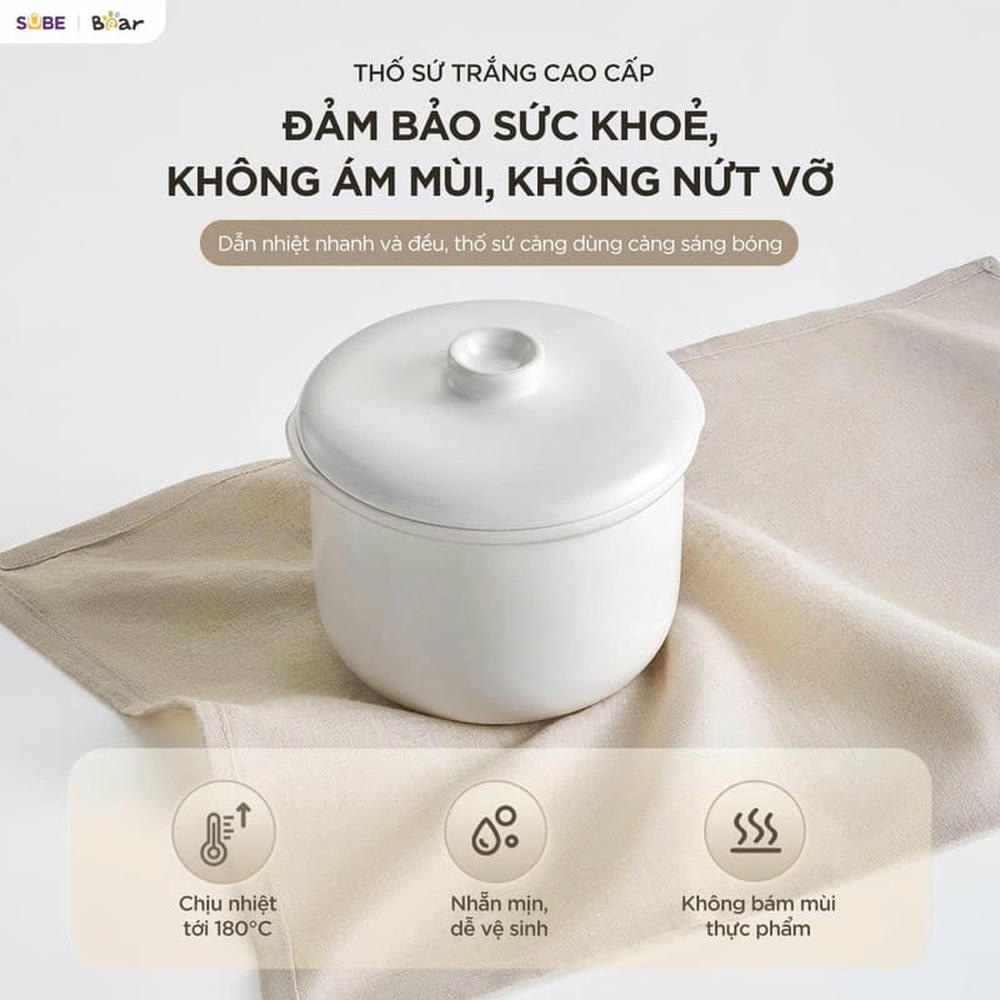 SUBE | Bear
THỐ SỨ TRẮNG CAO CẤP
ĐẢM BẢO SỨC KHOẺ,
KHÔNG ÁM MÙI, KHÔNG NỨT VỠ
Dẫn nhiệt nhanh và đều, thố sứ càng dùng càng sáng bóng
Chịu nhiệt
tới 180°C
Nhẵn mịn,
dễ vệ sinh
Không bám mùi
thực phẩm